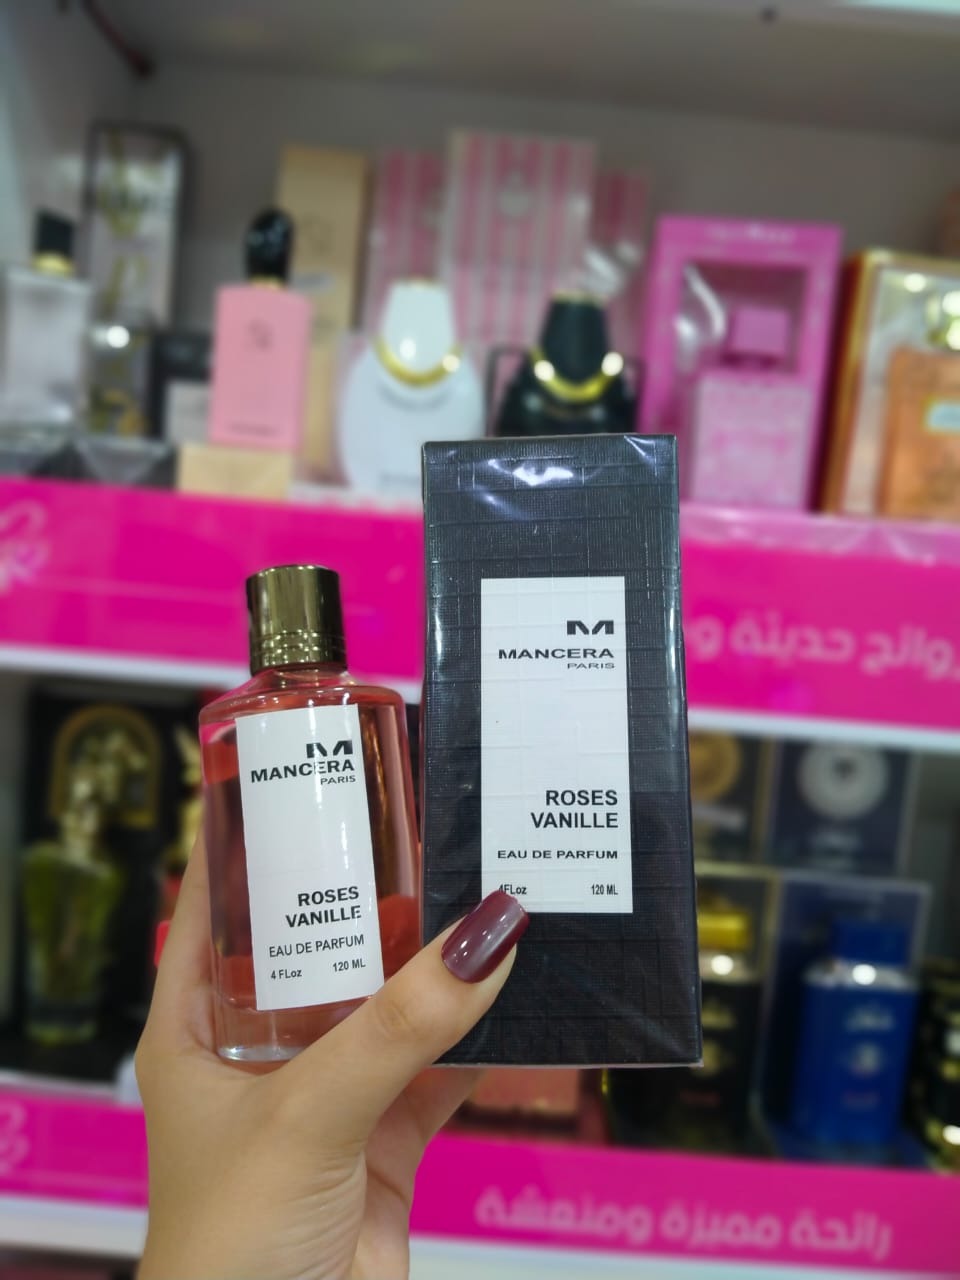 روائح حديثة و
MANCERA
PARIS
ROSES
VANILLE
EAU DE PARFUM
4FLoz 120 ML
MANCERA
PARIS
ROSES
VANILLE
EAU DE PARFUM
4 FLoz 120 ML
رائحة مميزة ومنعشة